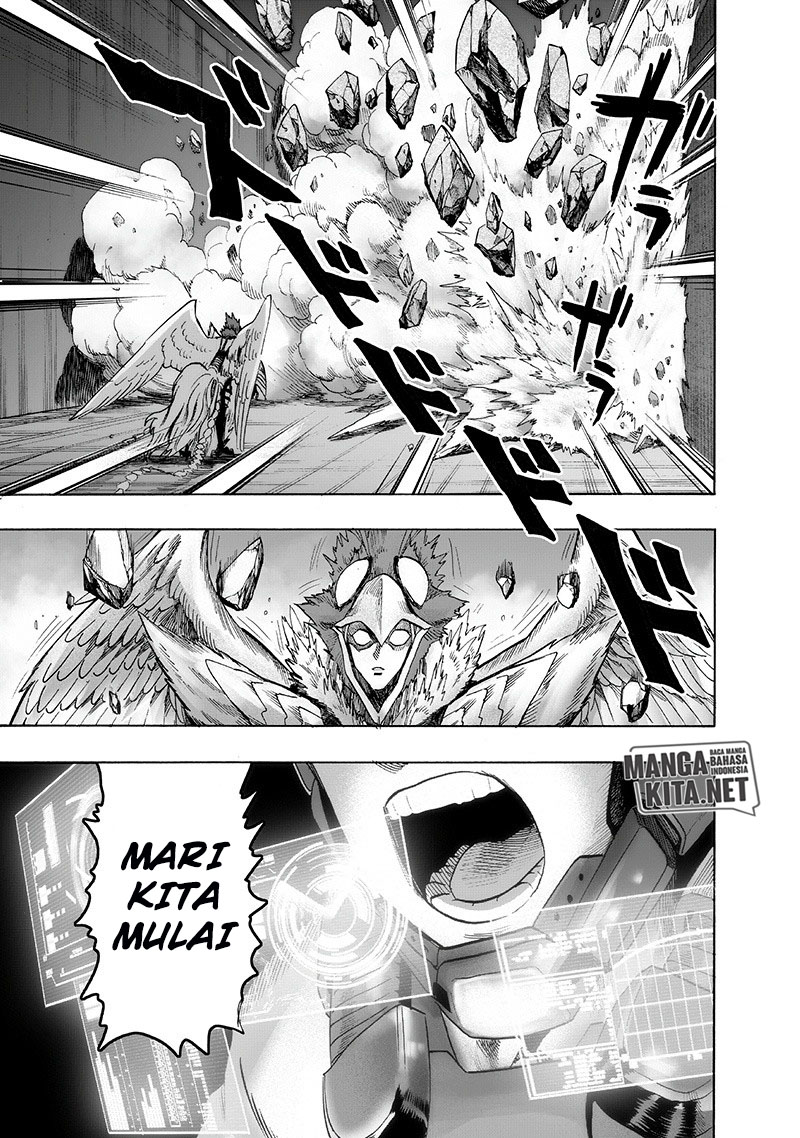 ガラ
ガラ
ズドドドド
MANGA
BACA MANGA
BAHASA
INDONESIA
KITA.NET
MARI
KITA
MULAI